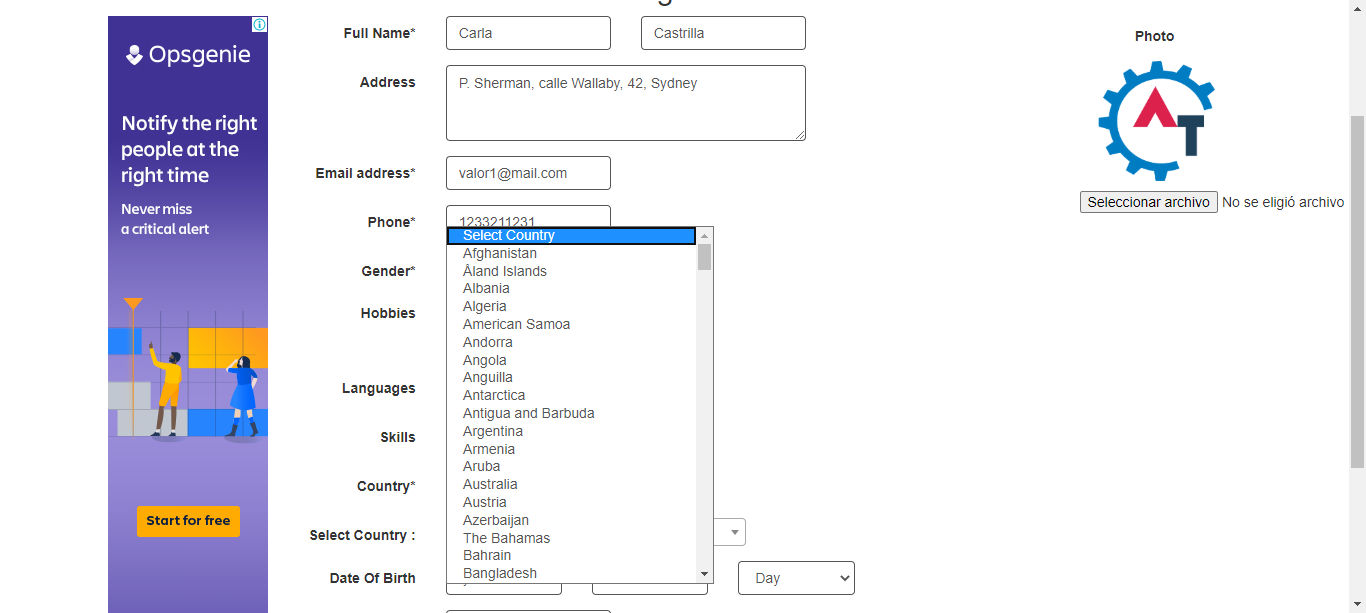 Opsgenie
Notify the right
people at the
right time
Never miss
a critical alert
Start for free
Full Name*
Carla
Castrilla
Address
P. Sherman, calle Wallaby, 42, Sydney
Email address*
valor1@mail.com
Phone*
1233211231
Gender*
Hobbies
Languages
Skills
Country*
Select Country :
Date Of Birth
Select Country
Afghanistan
Åland Islands
Albania
Algeria
American Samoa
Andorra
Angola
Anguilla
Antarctica
Antigua and Barbuda
Argentina
Armenia
Aruba
Australia
Austria
Azerbaijan
The Bahamas
Bahrain
Bangladesh
Day
Photo
AT
Seleccionar archivo No se eligió archivo